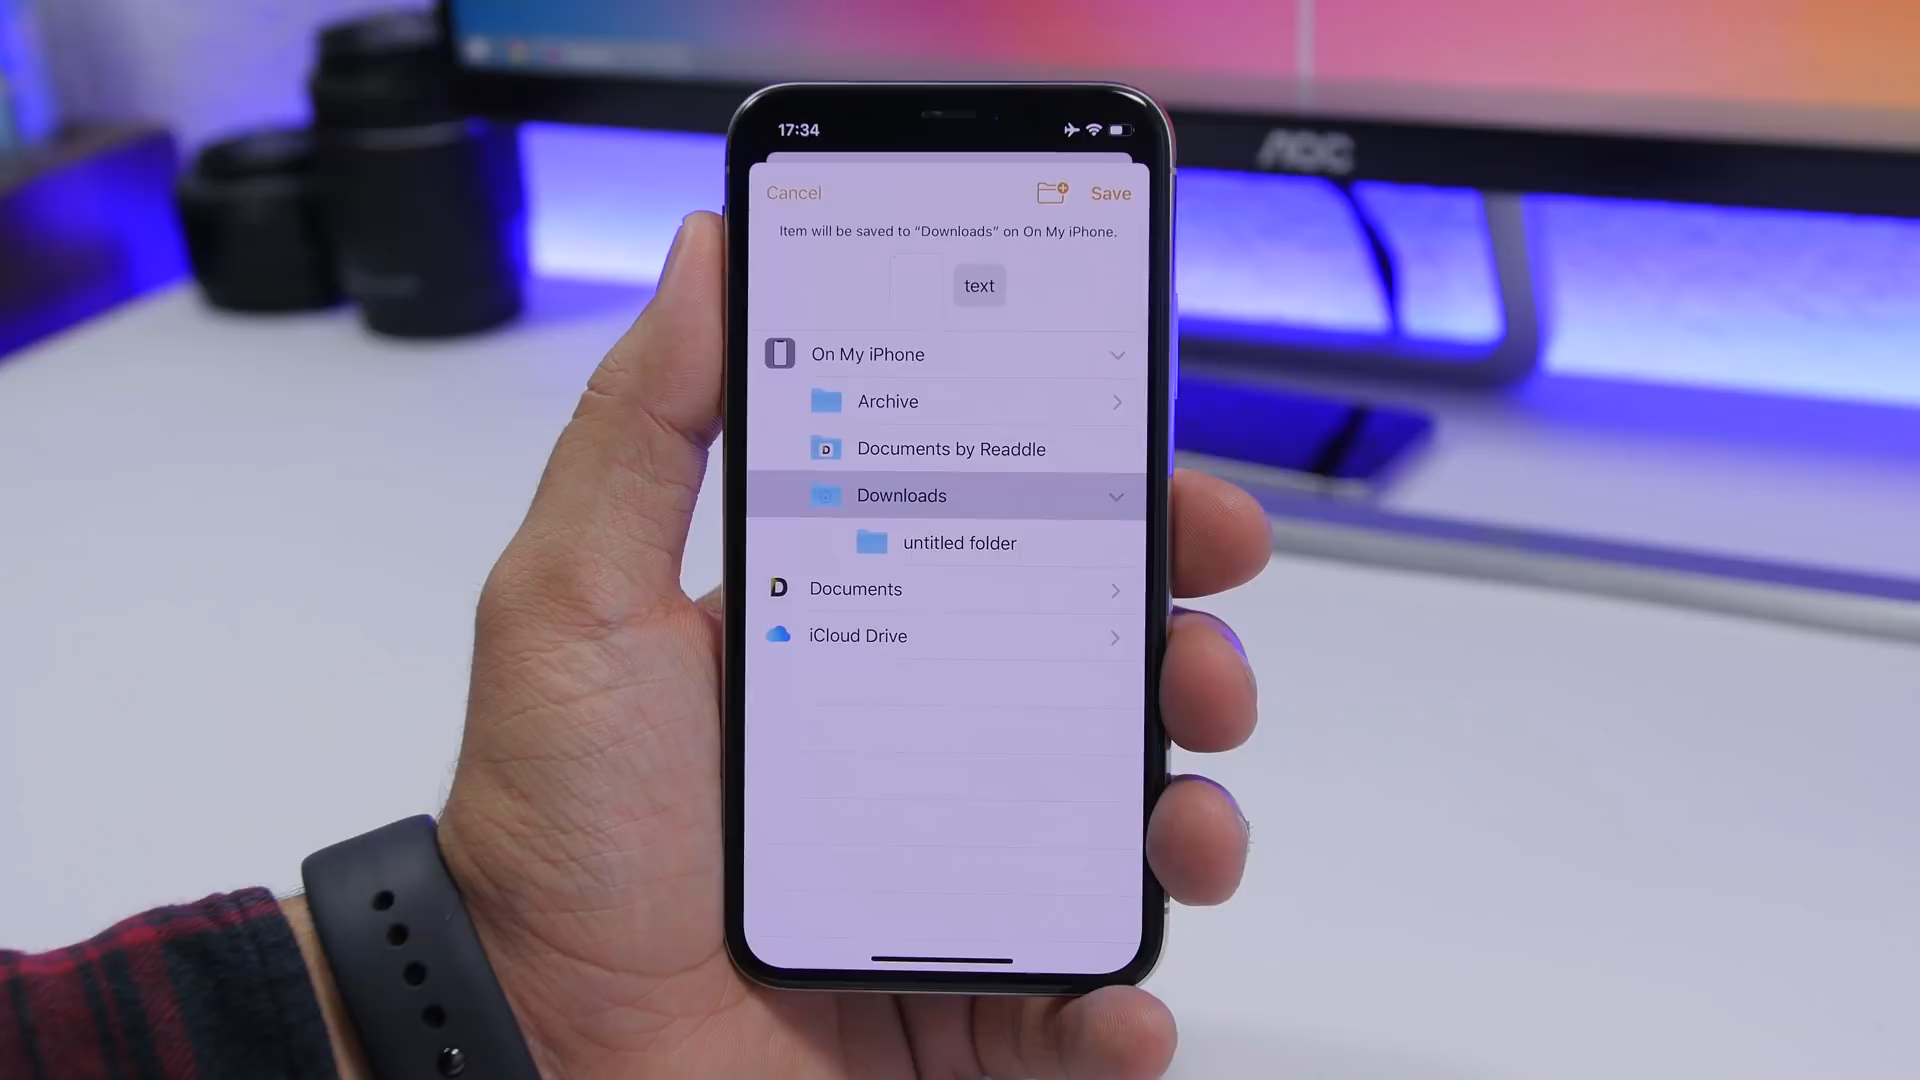 17:34
AOC
Cancel
Save
Item will be saved to “Downloads” on On My iPhone.
text
On My iPhone
Archive
D
Documents by Readdle
Downloads
untitled folder
D
Documents
iCloud Drive